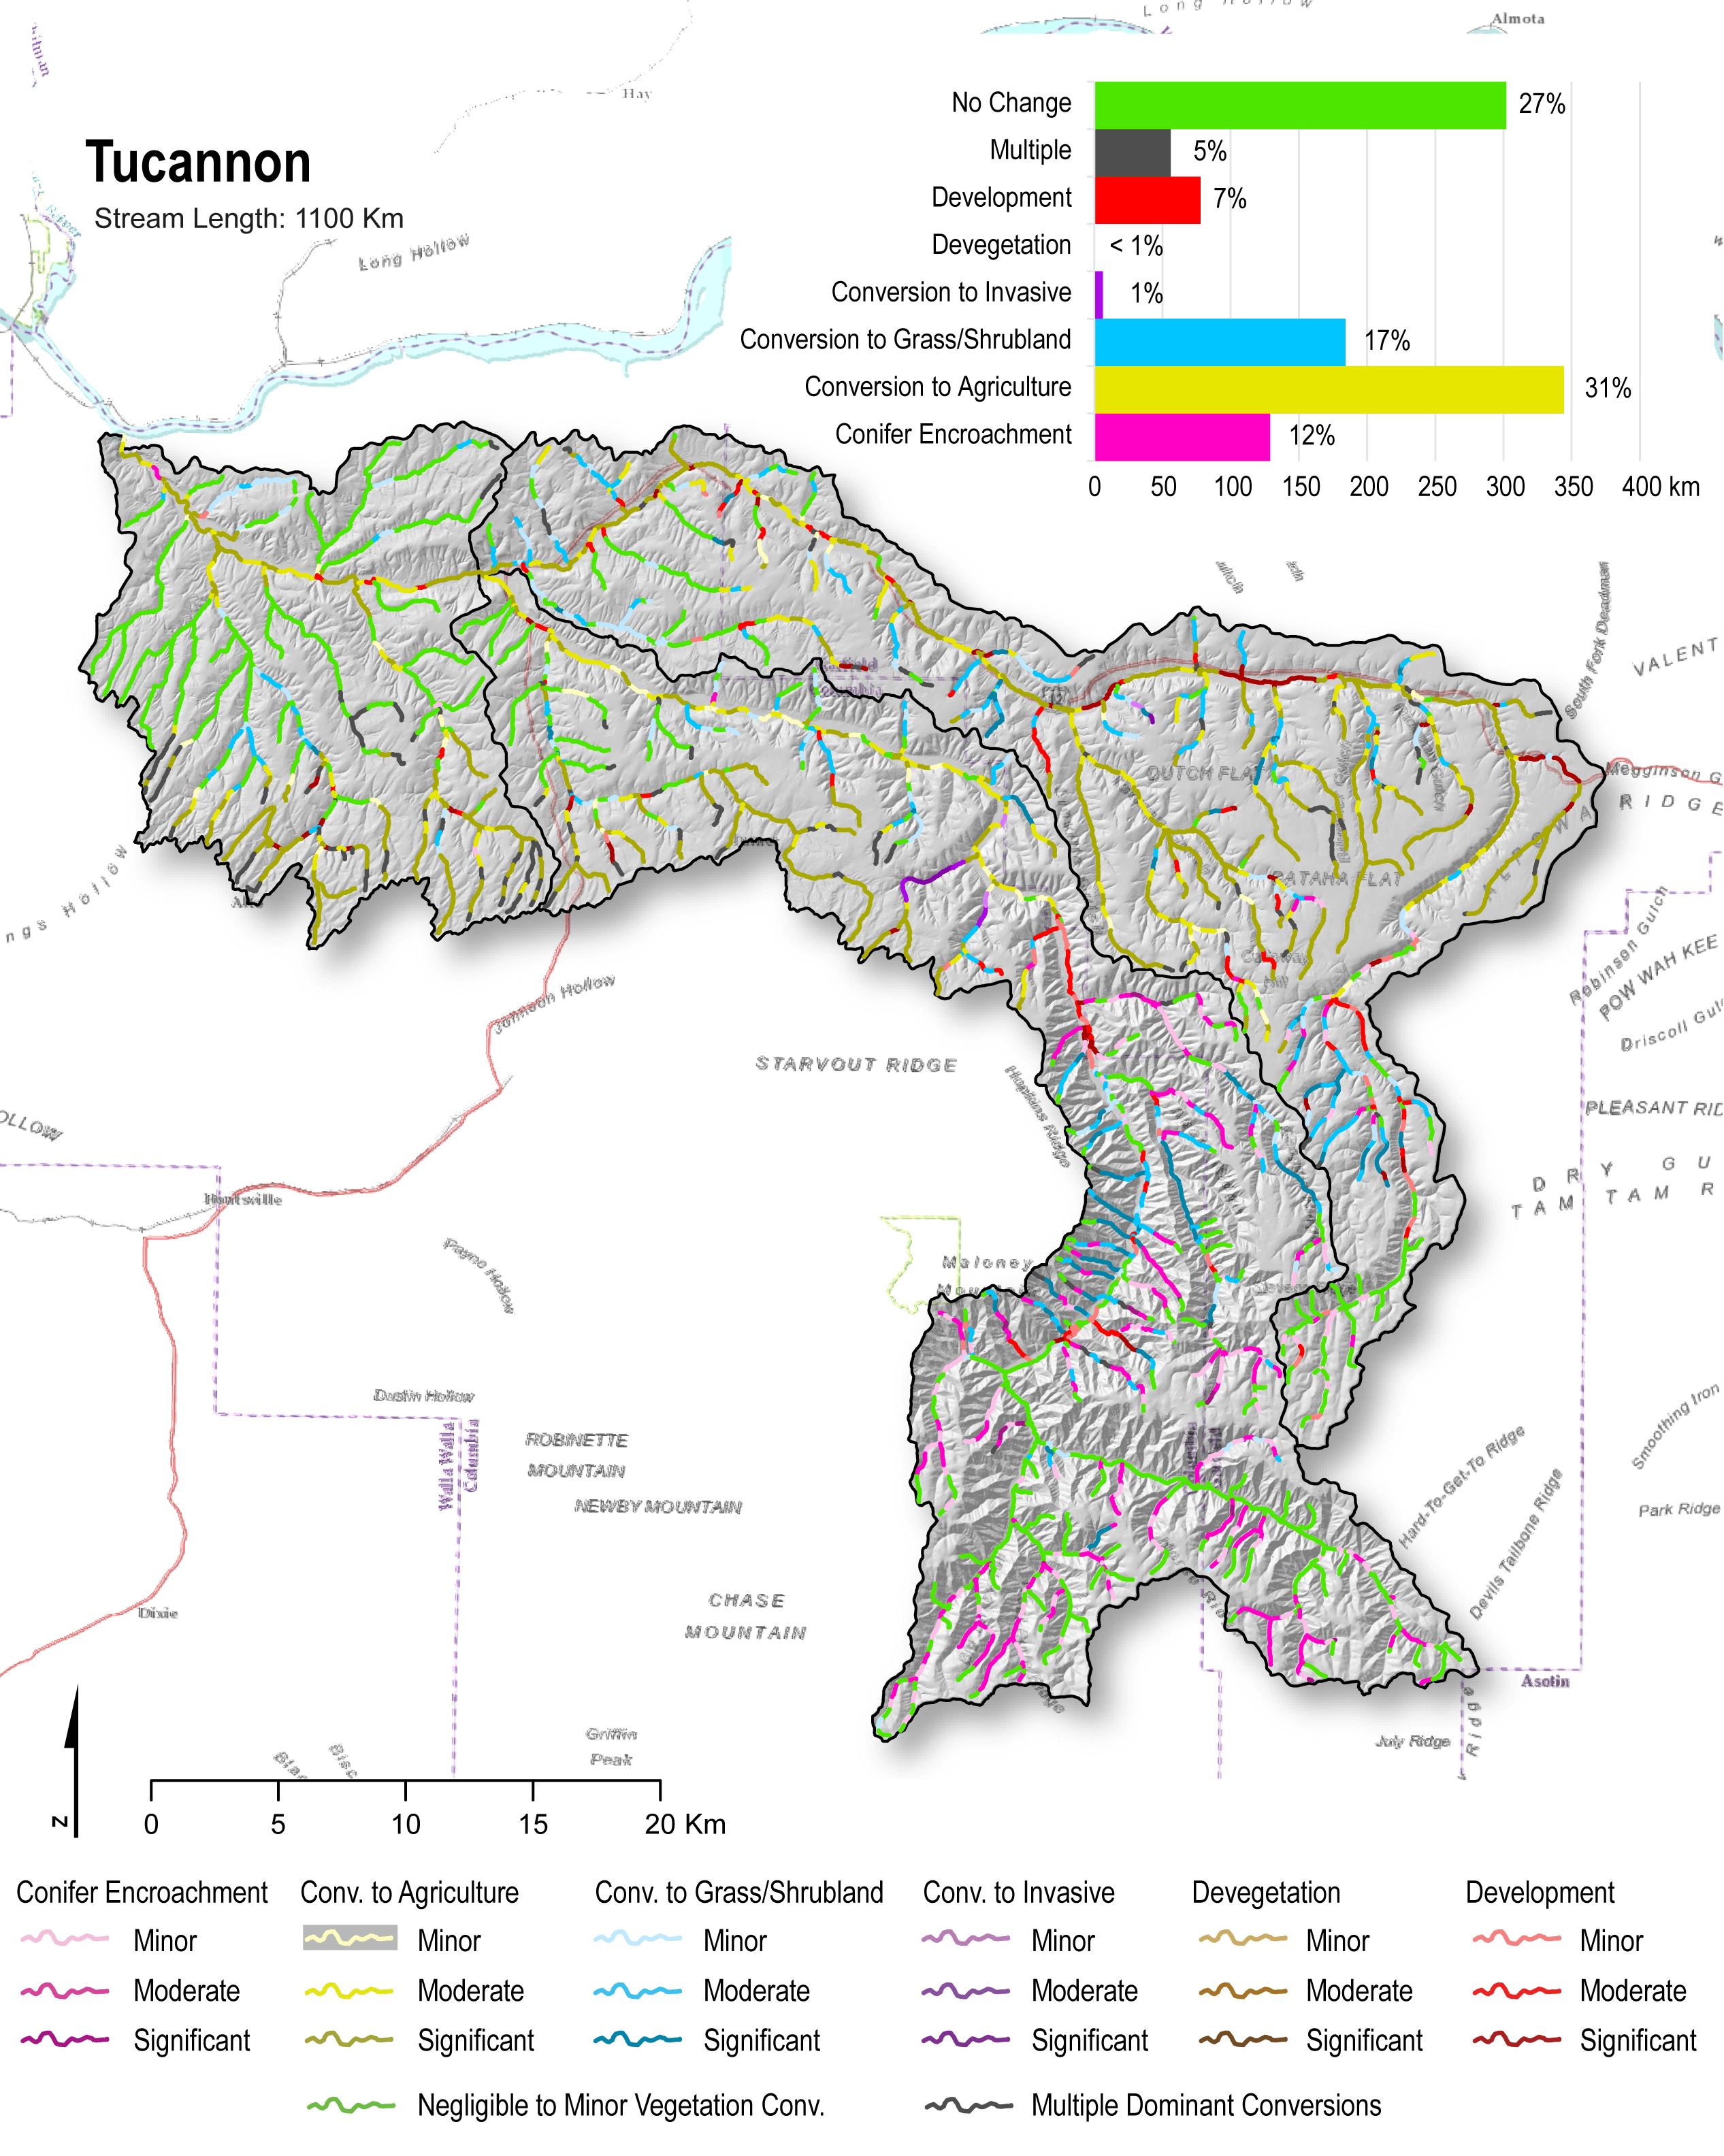 Long Hollow
Almota
Hay
Tucannon
Stream Length: 1100 Km
Long Hollow
No Change 27%
Multiple 5%
Development 7%
Devegetation < 1%
Conversion to Invasive 1%
Conversion to Grass/Shrubland 17%
Conversion to Agriculture 31%
Conifer Encroachment 12%
0 50 100 150 200 250 300 350 400 km
South Fork Deadman
VALENT
Garfield
Columbia
DUTCH FLAT
Megginson G
RIDGE
ALPOWA
PATAHA FLAT
Robinson Gulch
POW WAH KEE
Driscoll Gul
ngs Hollow
Johnson Hollow
STARVOUT RIDGE
Hopkins Ridge
PLEASANT RID
OLLOW
DRY GU
TAM TAM R
Huntsville
Payne Hollow
Maloney
Dustin Hollow
Walla Walla
Columbia
ROBINETTE
MOUNTAIN
NEWBY MOUNTAIN
Hard-To-Get-To Ridge
Smoothing Iron
Park Ridge
Devils Tailbone Ridge
CHASE
MOUNTAIN
Dixie
Asotin
Griffin
Peak
July Ridge
N
0 5 10 15 20 Km
Conifer Encroachment
Minor
Moderate
Significant
Conv. to Agriculture
Minor
Moderate
Significant
Conv. to Grass/Shrubland
Minor
Moderate
Significant
Conv. to Invasive
Minor
Moderate
Significant
Devegetation
Minor
Moderate
Significant
Development
Minor
Moderate
Significant
Negligible to Minor Vegetation Conv.
Multiple Dominant Conversions